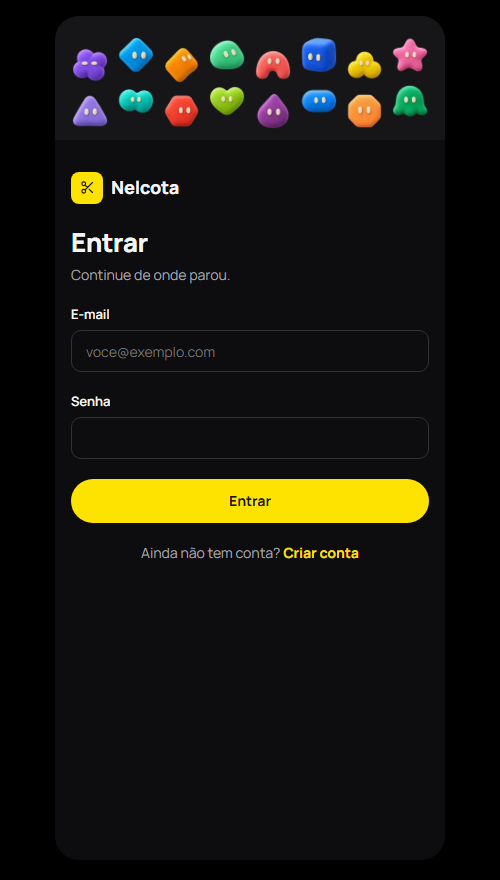 Nelcota
Entrar
Continue de onde parou.
E-mail
voce@exemplo.com
Senha
Entrar
Ainda não tem conta? Criar conta